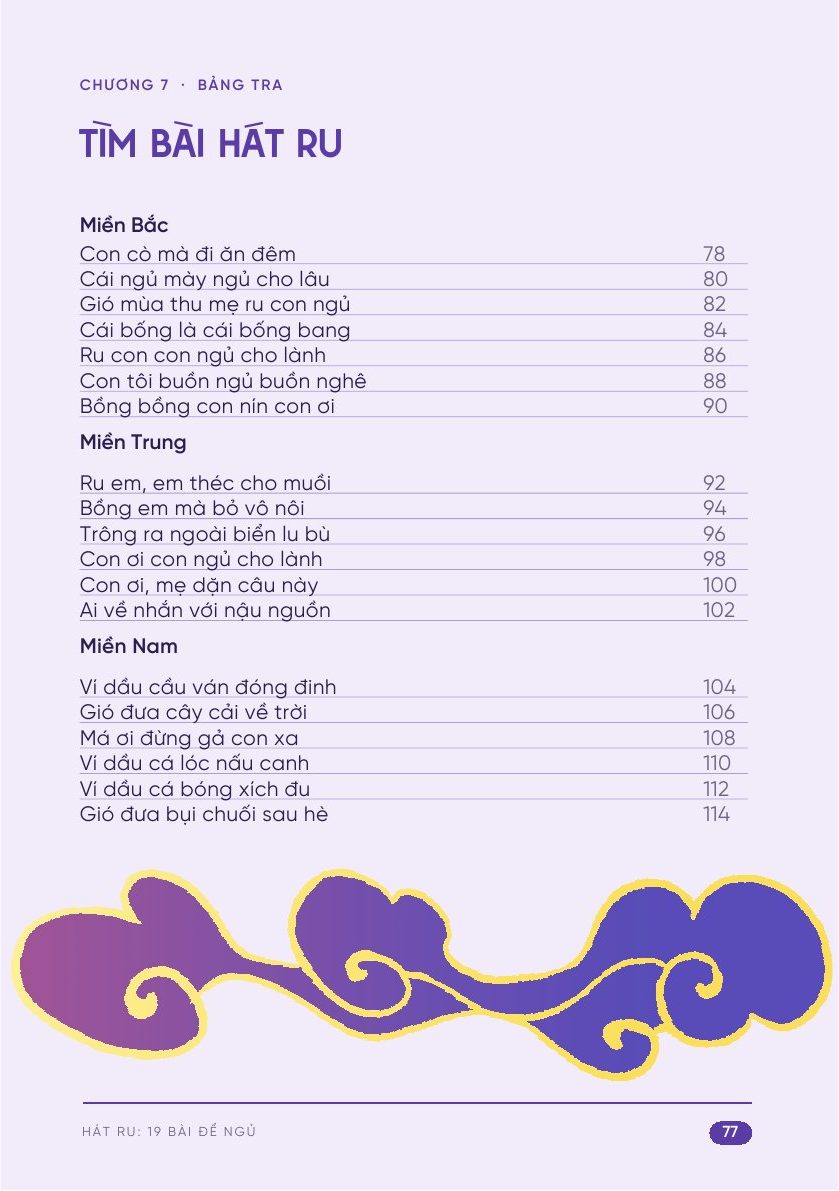 CHƯƠNG 7 · BẢNG TRA
TÌM BÀI HÁT RU
Miền Bắc
Con cò mà đi ăn đêm 78
Cái ngủ mày ngủ cho lâu 80
Gió mùa thu mẹ ru con ngủ 82
Cái bống là cái bống bang 84
Ru con con ngủ cho lành 86
Con tôi buồn ngủ buồn nghê 88
Bồng bồng con nín con ơi 90
Miền Trung
Ru em, em théc cho muồi 92
Bồng em mà bỏ vô nôi 94
Trông ra ngoài biển lu bù 96
Con ơi con ngủ cho lành 98
Con ơi, mẹ dặn câu này 100
Ai về nhắn với nậu nguồn 102
Miền Nam
Ví dầu cầu ván đóng đinh 104
Gió đưa cây cải về trời 106
Má ơi đừng gả con xa 108
Ví dầu cá lóc nấu canh 110
Ví dầu cá bóng xích đu 112
Gió đưa bụi chuối sau hè 114
HÁT RU: 19 BÀI ĐỂ NGỦ 77